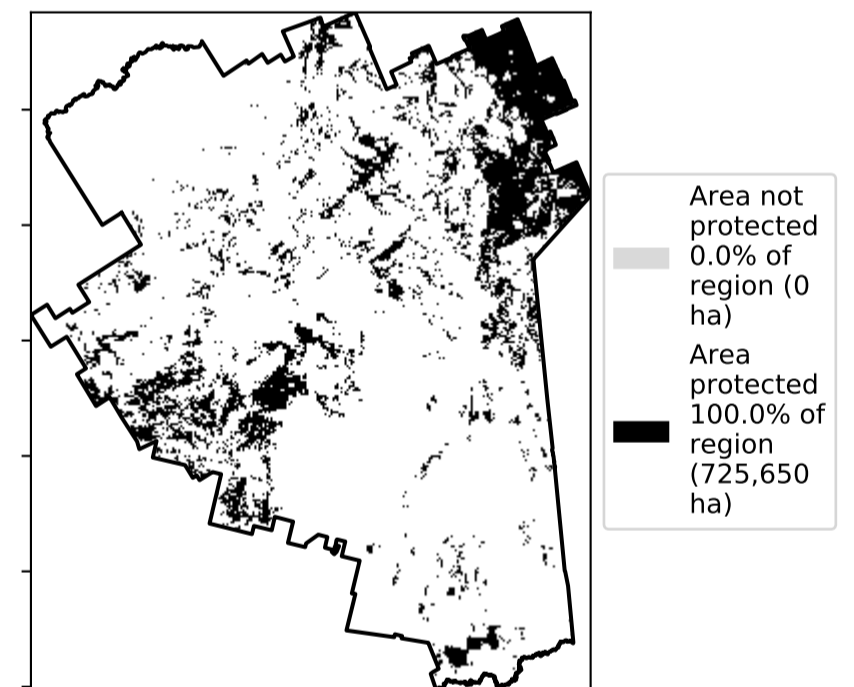 Area not
protected
0.0% of
region (0
ha)
Area
protected
100.0% of
region
(725,650
ha)